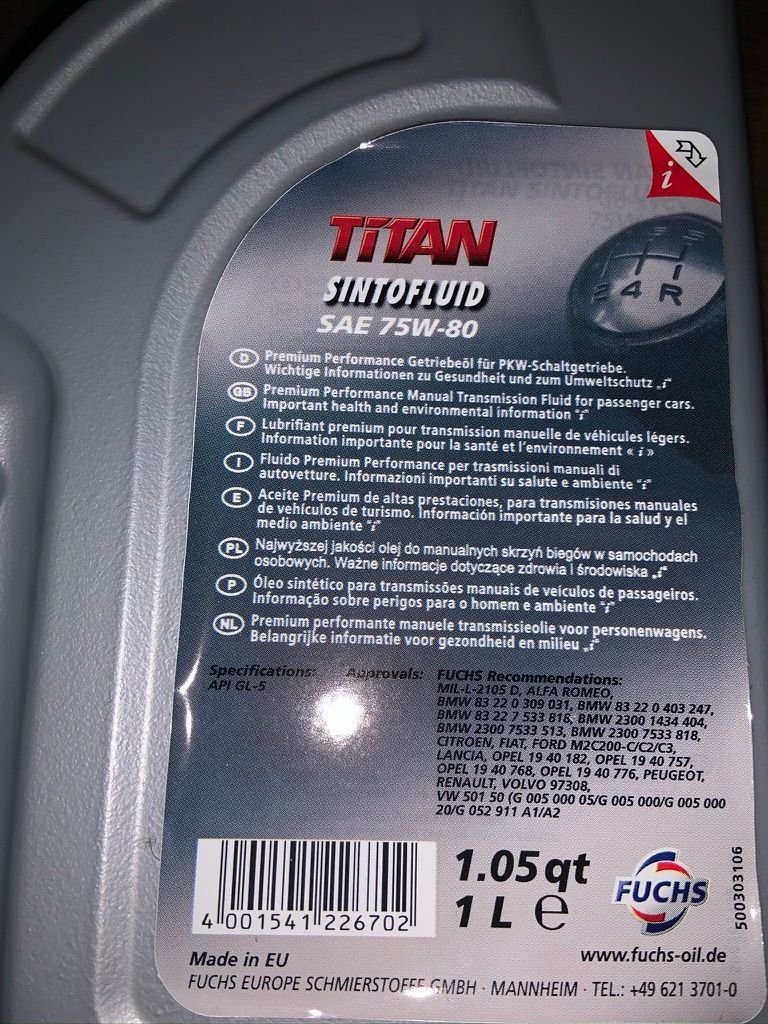 i
TiTAN
SINTOFLUID
SAE 75W-80
4 R
D Premium Performance Getriebeöl für PKW-Schaltgetriebe.
Wichtige Informationen zu Gesundheit und zum Umweltschutz „i"
GB Premium Performance Manual Transmission Fluid for passenger cars.
Important health and environmental information "i"
F Lubrifiant premium pour transmission manuelle de véhicules légers.
Information importante pour la santé et l'environnement « i »
I Fluido Premium Performance per trasmissioni manuali di
autovetture. Informazioni importanti su salute e ambiente "i"
E Aceite Premium de altas prestaciones, para transmisiones manuales
de vehículos de turismo. Información importante para la salud y el
medio ambiente "i"
PL Najwyższej jakości olej do manualnych skrzyń biegów w samochodach
osobowych. Ważne informacje dotyczące zdrowia i środowiska „i"
P Óleo sintético para transmissões manuais de veículos de passageiros.
Informação sobre perigos para o homem e ambiente "i"
NL Premium performante manuele transmissieolie voor personenwagens.
Belangrijke informatie voor gezondheid en milieu „i"
Specifications:
API GL-5
Approvals:
FUCHS Recommendations:
MIL-L-2105 D, ALFA ROMEO,
BMW 83 22 0 309 031, BMW 83 22 0 403 247,
BMW 83 22 7 533 818, BMW 2300 1434 404,
BMW 2300 7533 513, BMW 2300 7533 818,
CITROEN, FIAT, FORD M2C200-C/C2/C3,
LANCIA, OPEL 19 40 182, OPEL 19 40 757,
OPEL 19 40 768, OPEL 19 40 776, PEUGEOT,
RENAULT, VOLVO 97308,
VW 501 50 (G 005 000 05/G 005 000/G 005 000
20/G 052 911 A1/A2
4 001541 226702
1.05 qt
1 L e
FUCHS
500303106
Made in EU
www.fuchs-oil.de
FUCHS EUROPE SCHMIERSTOFFE GMBH · MANNHEIM · TEL.: +49 621 3701-0